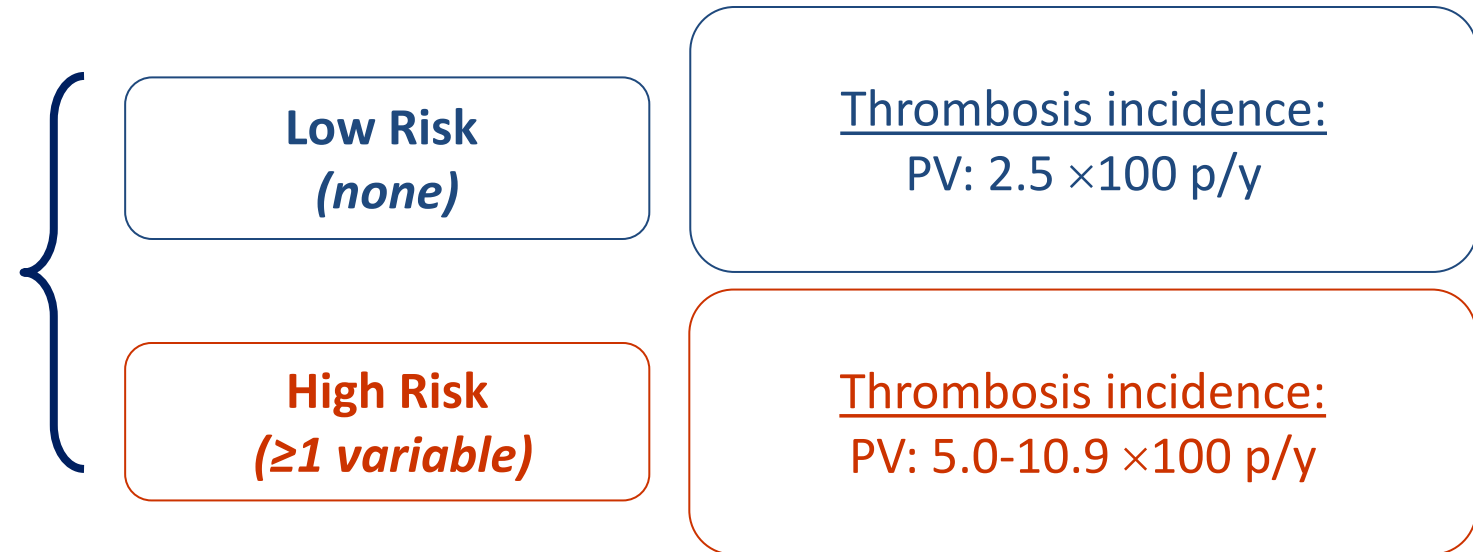 Low Risk
(none)
Thrombosis incidence:
PV: 2.5 ×100 p/y
High Risk
(≥1 variable)
Thrombosis incidence:
PV: 5.0-10.9 ×100 p/y